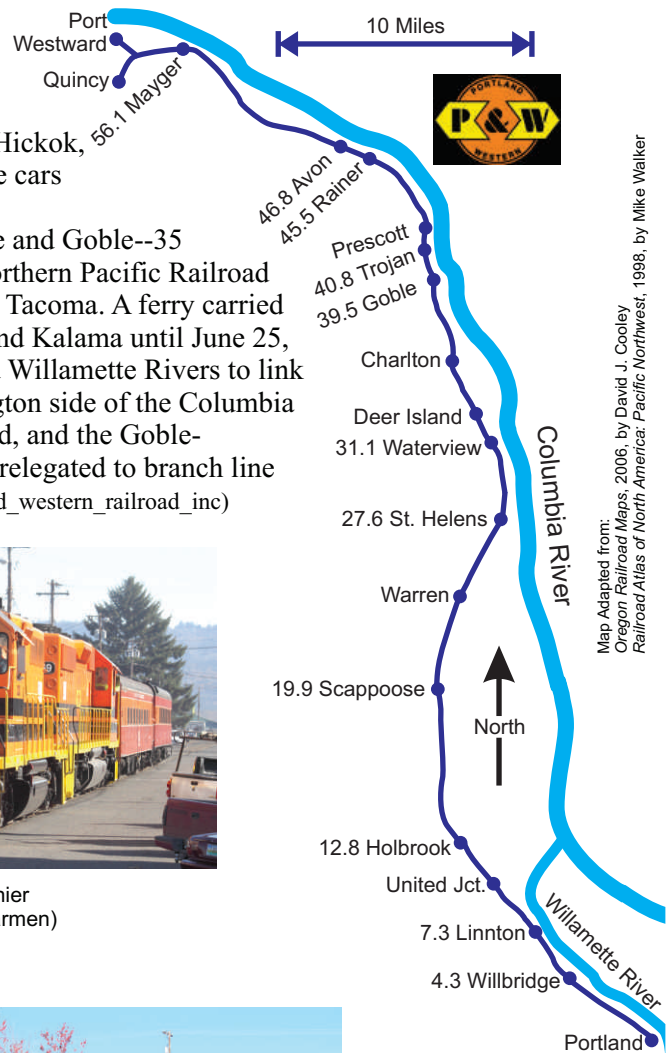 Port
Westward
Quincy
56.1 Mayger
10 Miles
PORTLAND
P & W
WESTERN
46.8 Avon
45.5 Rainer
Prescott
40.8 Trojan
39.5 Goble
Charlton
Deer Island
31.1 Waterview
27.6 St. Helens
Warren
19.9 Scappoose
North
12.8 Holbrook
United Jct.
7.3 Linnton
4.3 Willbridge
Portland
Columbia River
Willamette River
Map Adapted from:
Oregon Railroad Maps, 2006, by David J. Cooley
Railroad Atlas of North America: Pacific Northwest, 1998, by Mike Walker
Hickok,
e cars
e and Goble--35
orthern Pacific Railroad
Tacoma. A ferry carried
nd Kalama until June 25,
Willamette Rivers to link
gton side of the Columbia
d, and the Goble-
relegated to branch line
d_western_railroad_inc)
nier
armen)